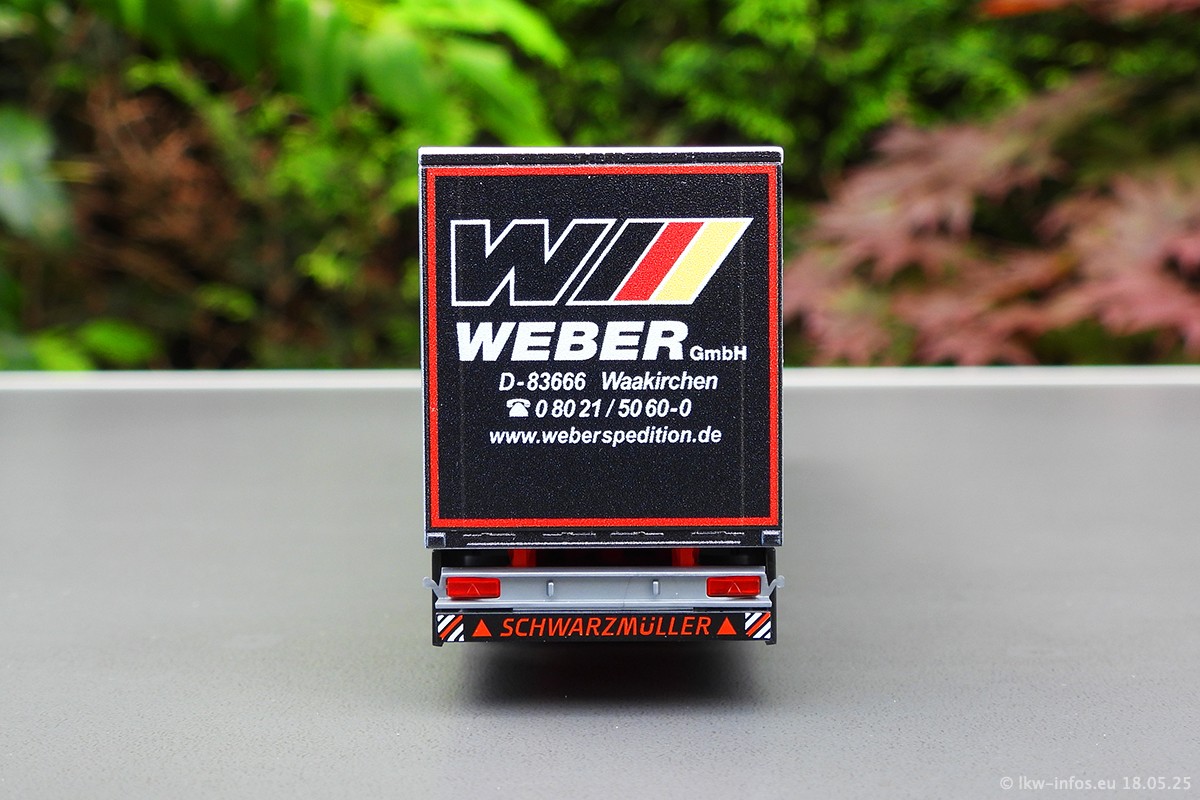 W
WEBER GmbH
D-83666 Waakirchen
☎ 0 80 21 / 50 60-0
www.weberspedition.de
SCHWARZMÜLLER
© lkw-infos.eu 18.05.25